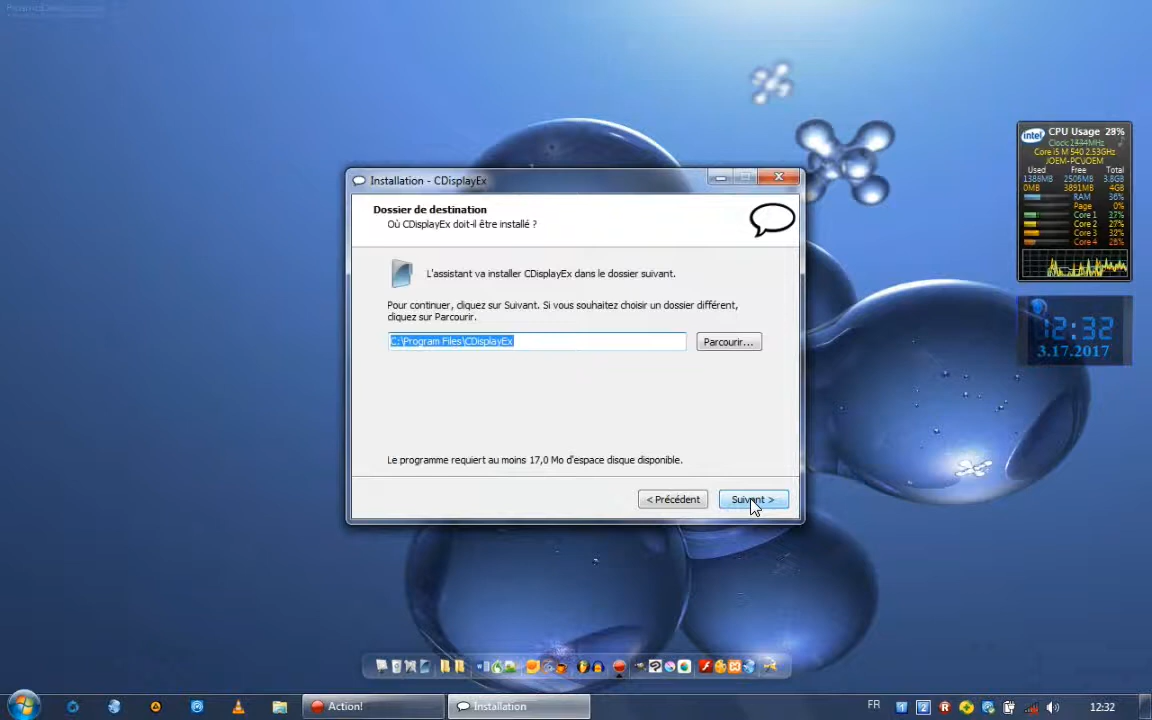 Installation - CDisplayEx
Dossier de destination
Où CDisplayEx doit-il être installé ?
L'assistant va installer CDisplayEx dans le dossier suivant.
Pour continuer, cliquez sur Suivant. Si vous souhaitez choisir un dossier différent,
cliquez sur Parcourir.
C:\Program Files\CDisplayEx
Parcourir...
Le programme requiert au moins 17,0 Mo d'espace disque disponible.
< Précédent
Suivant >
intel
CPU Usage 28%
Clock: 2334MHz
Core i5 M 540 2.53GHz
JOEM-PC\JOEM
Used Free Total
1386MB 2505MB 3.8GB
0MB 3891MB 4GB
RAM 36%
Page 0%
Core 1 37%
Core 2 27%
Core 3 32%
Core 4 28%
12:32
3.17.2017
Action!
Installation
FR
12:32